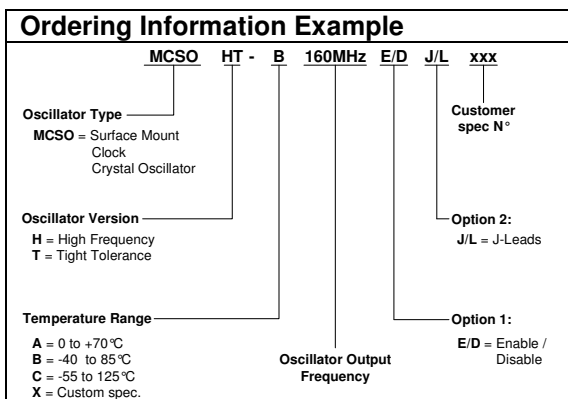 Ordering Information Example
MCSO HT - B 160MHz E/D J/L xxx
Oscillator Type
MCSO = Surface Mount
Clock
Crystal Oscillator
Customer
spec N°
Oscillator Version
H = High Frequency
T = Tight Tolerance
Option 2:
J/L = J-Leads
Temperature Range
A = 0 to +70°C
B = -40 to 85°C
C = -55 to 125°C
X = Custom spec.
Oscillator Output
Frequency
Option 1:
E/D = Enable /
Disable